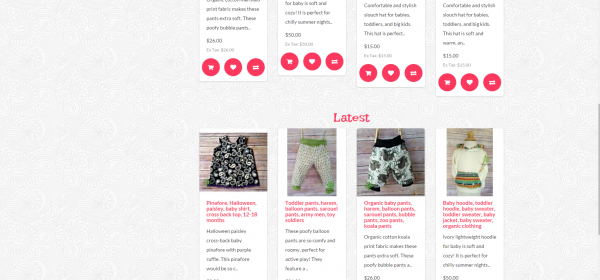 print fabric makes these
pants extra soft. These
poofy bubble pants..
$26.00
Ex Tax: $26.00
for baby is soft and
cozy! It is perfect for
chilly summer nights..
$50.00
Ex Tax: $50.00
Comfortable and stylish
slouch hat for babies,
toddlers, and big kids.
This hat is perfect..
$15.00
Ex Tax: $15.00
Comfortable and stylish
slouch hat for babies,
toddlers, and big kids.
This hat is soft and
warm, an..
$15.00
Ex Tax: $15.00
Latest
Pinafore, Halloween,
paisley, baby shirt,
cross back top, 12-18
months
Halloween paisley
cross-back baby
pinafore with purple
ruffle. This pinafore
would be so c..
Toddler pants, harem,
balloon pants, sarouel
pants, army men, toy
soldiers
These poofy balloon
pants are so comfy and
roomy, perfect for
active play! They
feature a ..
Organic baby pants,
harem, balloon pants,
sarouel pants, bubble
pants, zoo pants,
koala pants
Organic cotton koala
print fabric makes these
pants extra soft. These
poofy bubble pants a..
$26.00
Baby hoodie, toddler
hoodie, baby sweater,
toddler sweater, baby
jacket, baby sweater,
organic clothing
Ivory lightweight hoodie
for baby is soft and
cozy! It is perfect for
chilly summer nights..
$50.00